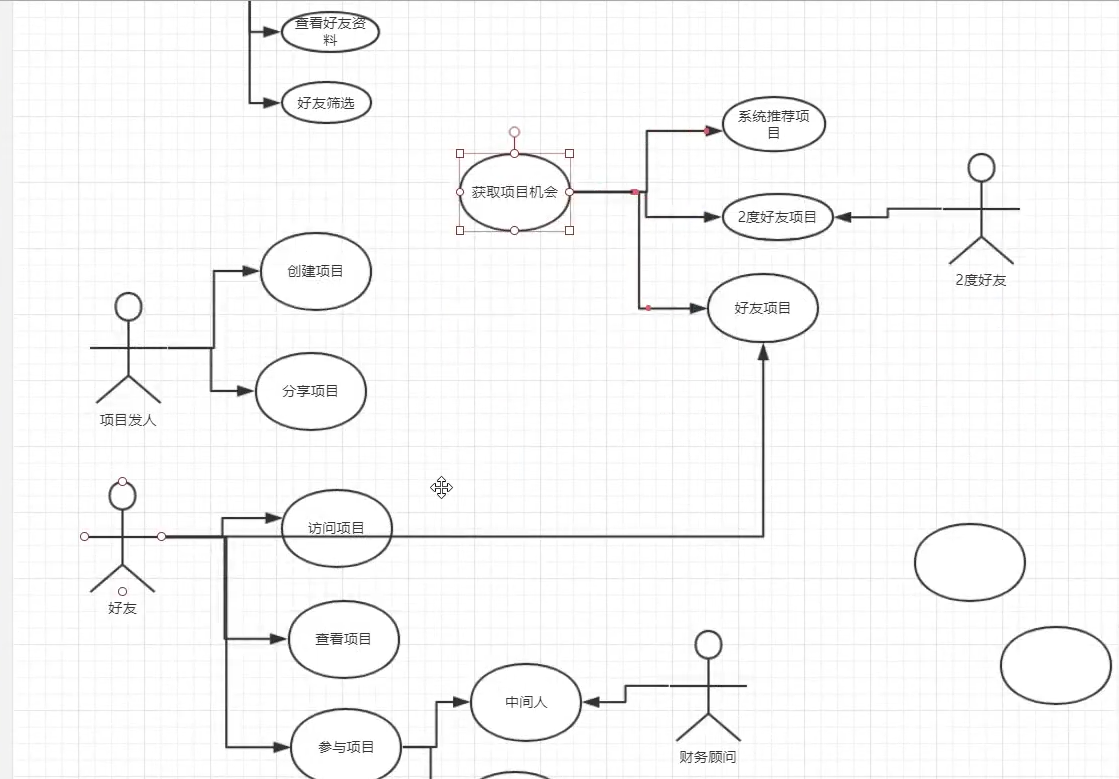 查看好友资
料
好友筛选
系统推荐项
目
获取项目机会
2度好友项目
2度好友
创建项目
好友项目
分享项目
项目发人
访问项目
好友
查看项目
中间人
参与项目
财务顾问